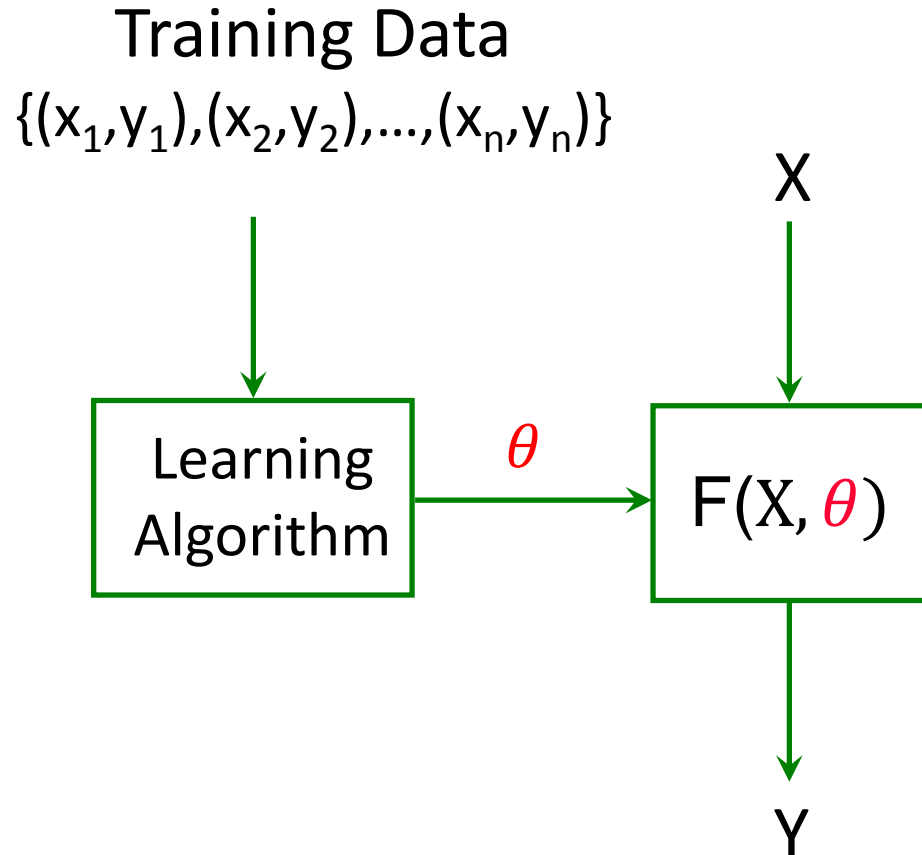 Training Data
{(x₁,y₁),(x₂,y₂),...,(xₙ,yₙ)}
X
Learning
Algorithm
θ
F(X, θ)
Y